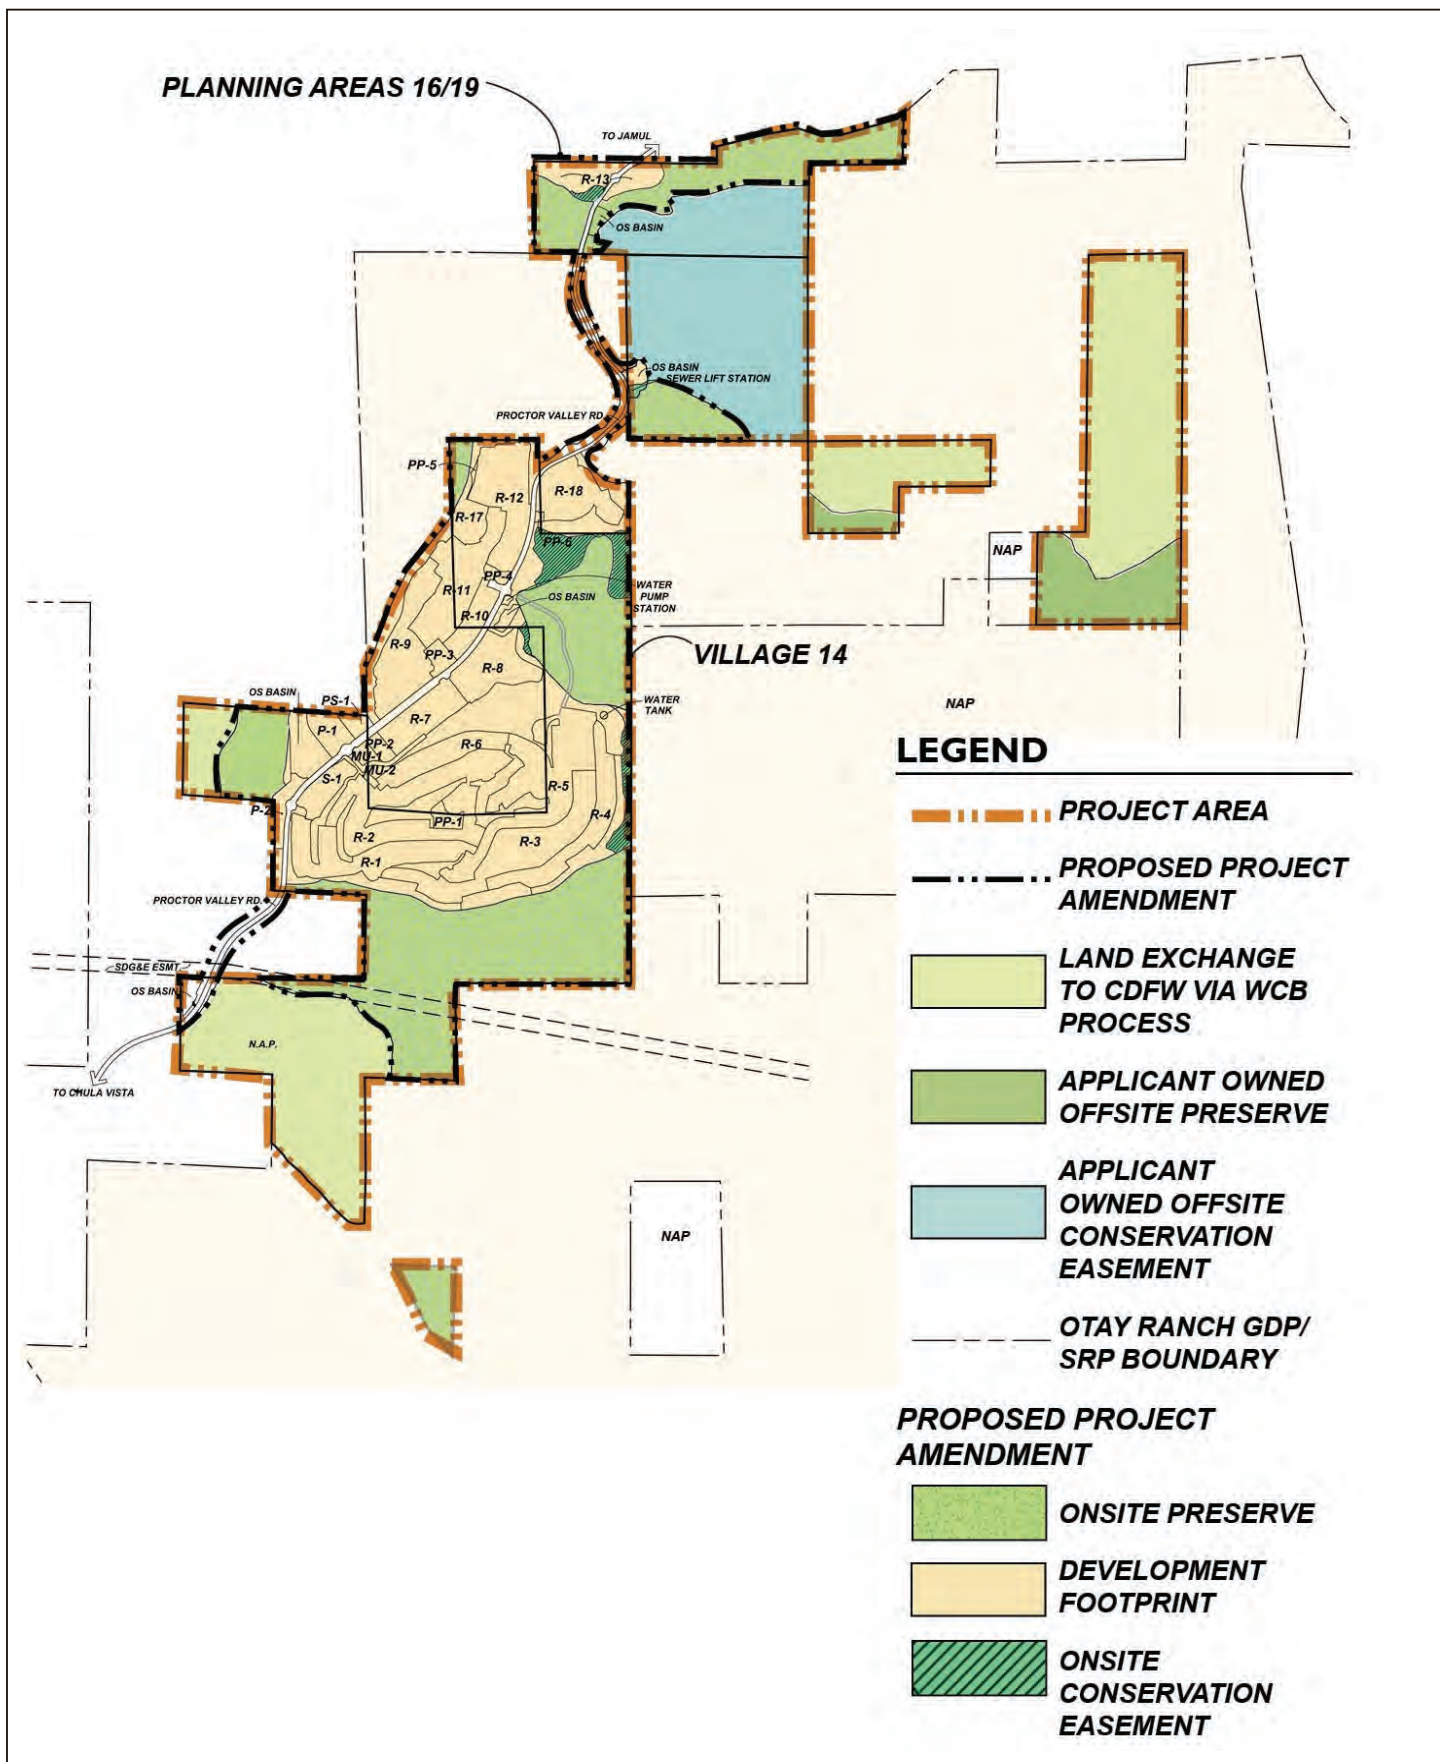 PLANNING AREAS 16/19
TO JAMUL
R-13
OS BASIN
OS BASIN
SEWER LIFT STATION
PROCTOR VALLEY RD.
PP-5
R-12
R-18
R-17
PP-6
NAP
PP-4
R-11
WATER
PUMP
STATION
OS BASIN
R-10
R-9
PP-3
R-8
VILLAGE 14
OS BASIN
PS-1
WATER
TANK
NAP
P-1
R-7
PP-2
R-6
MU-1
MU-2
S-1
R-5
P-2
PP-1
R-4
R-2
R-3
R-1
PROCTOR VALLEY RD.
SDG&E ESMT
OS BASIN
N.A.P.
TO CHULA VISTA
NAP
LEGEND
PROJECT AREA
PROPOSED PROJECT
AMENDMENT
LAND EXCHANGE
TO CDFW VIA WCB
PROCESS
APPLICANT OWNED
OFFSITE PRESERVE
APPLICANT
OWNED OFFSITE
CONSERVATION
EASEMENT
OTAY RANCH GDP/
SRP BOUNDARY
PROPOSED PROJECT
AMENDMENT
ONSITE PRESERVE
DEVELOPMENT
FOOTPRINT
ONSITE
CONSERVATION
EASEMENT